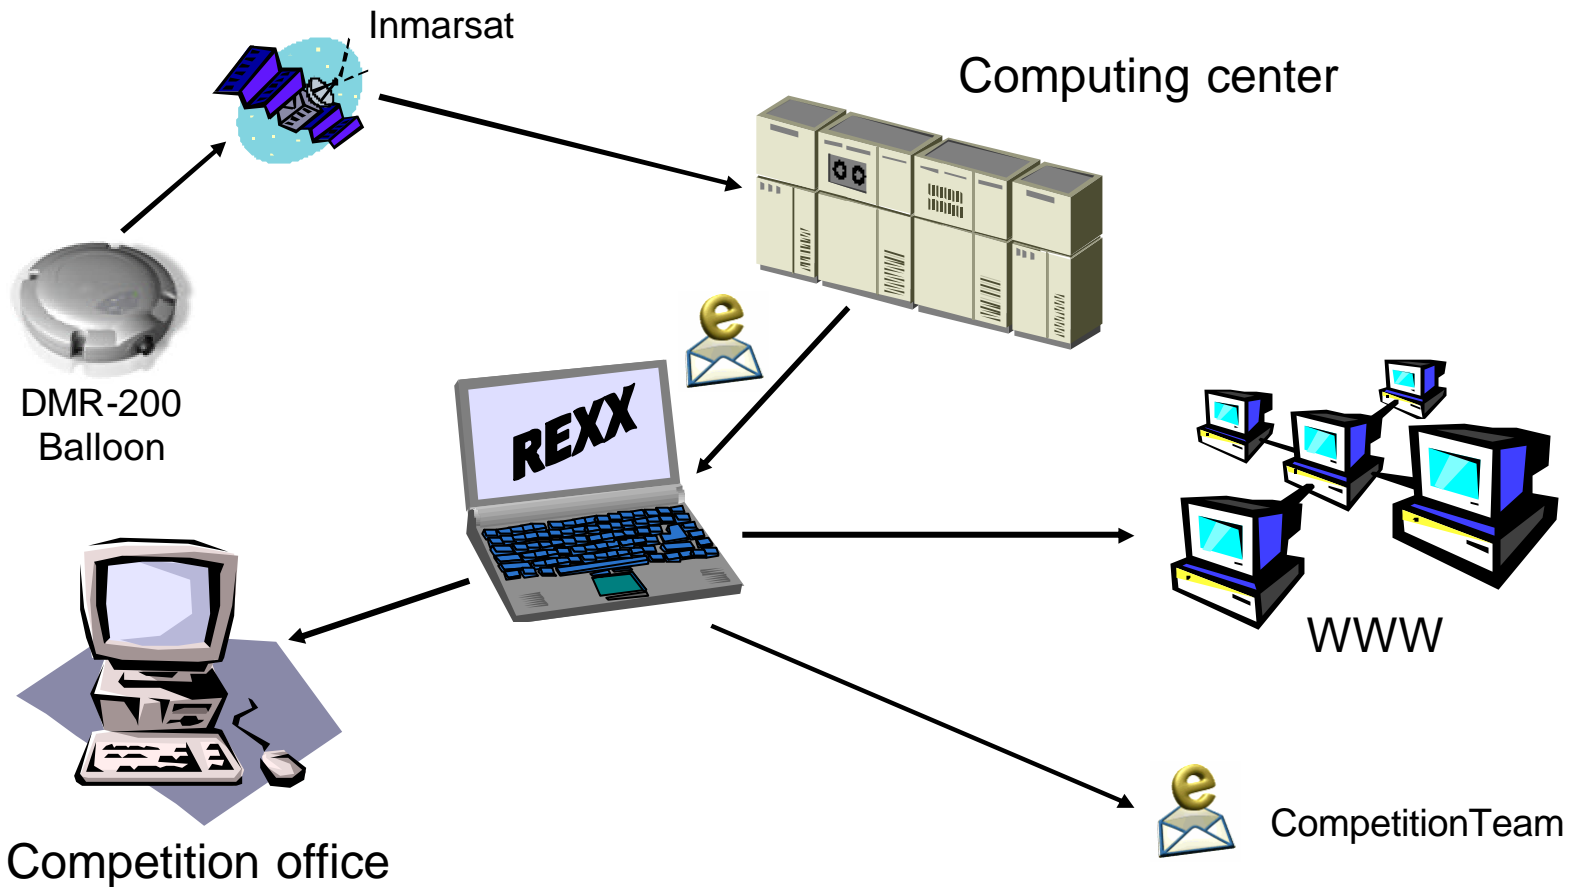 Inmarsat
Computing center
DMR-200
Balloon
REXX
WWW
CompetitionTeam
Competition office